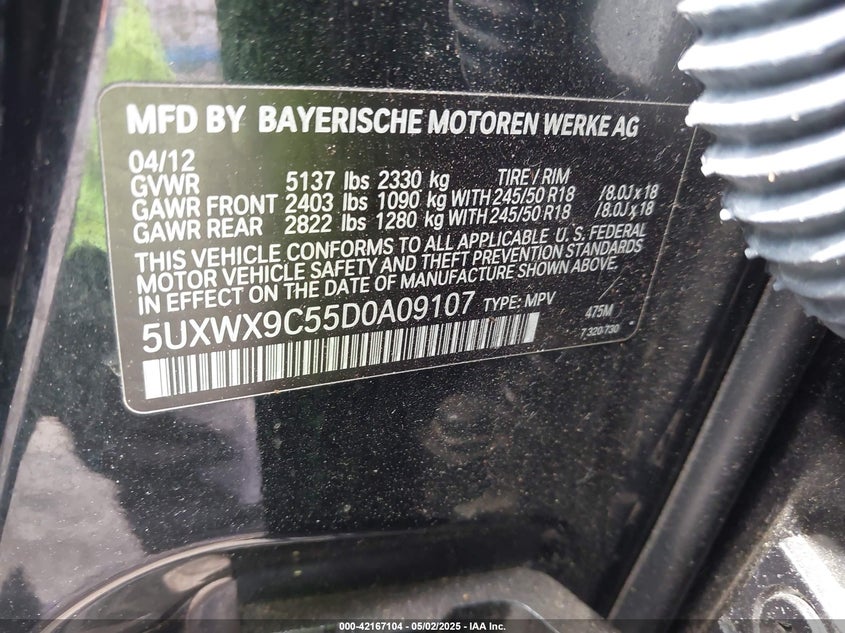 MFD BY BAYERISCHE MOTOREN WERKE AG
04/12
GVWR 5137 lbs 2330 kg TIRE / RIM
GAWR FRONT 2403 lbs 1090 kg WITH 245/50 R18 /8.0J x 18
GAWR REAR 2822 lbs 1280 kg WITH 245/50 R18 /8.0J x 18
THIS VEHICLE CONFORMS TO ALL APPLICABLE U.S. FEDERAL
MOTOR VEHICLE SAFETY AND THEFT PREVENTION STANDARDS
IN EFFECT ON THE DATE OF MANUFACTURE SHOWN ABOVE.
5UXWX9C55D0A09107 TYPE: MPV 475M
7 320 730
000-42167104 - 05/02/2025 - IAA Inc.